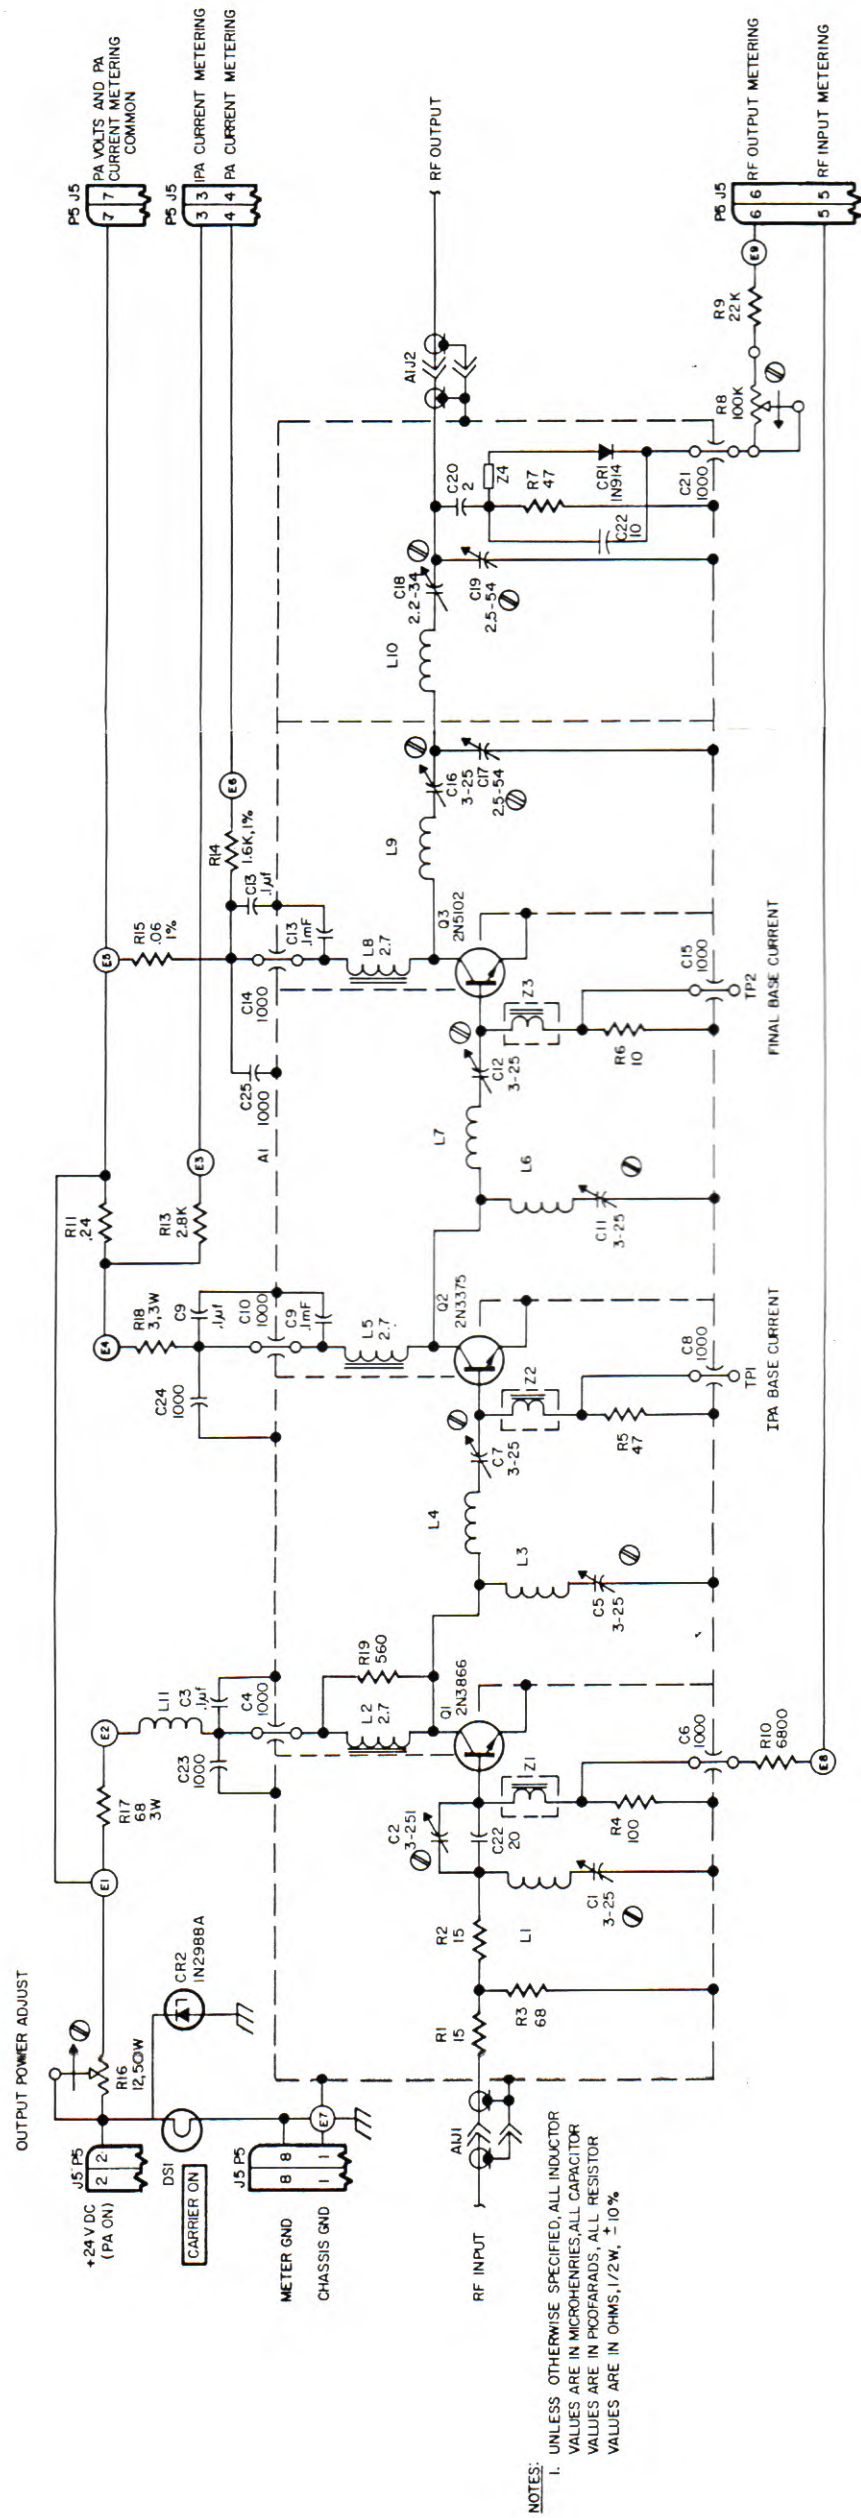 OUTPUT POWER ADJUST
+24V DC
(PA ON)
J5 P5
2 2
R16
12,50W
E1
R17
68
3W
E2
CR2
1N2988A
DS1
CARRIER ON
METER GND
CHASSIS GND
J5 P5
8 8
1 1
E7
L11
C3
.1µf
C23
1000
C4
1000
E4
R11
.24
R18
3,3W
C9
.1µf
C24
1000
C10
1000
C9
.1mF
R13
2.8K
E3
E5
R15
.06
1%
R14
1.6K,1%
E6
C13
.1µf
C14
1000
C13
.1mF
C25
1000
A1
P5 J5
7 7
PA VOLTS AND PA
CURRENT METERING
COMMON
P5 J5
3 3
IPA CURRENT METERING
4 4
PA CURRENT METERING
RF INPUT
A1J1
R1
15
R2
15
R3
68
L1
C1
3-25
C2
3-251
C22
20
Z1
R4
100
L2
2.7
R19
560
Q1
2N3866
C6
1000
R10
6800
E8
L3
C5
3-25
L4
C7
3-25
Z2
R5
47
L5
2.7
Q2
2N3375
C8
1000
TP1
IPA BASE CURRENT
L6
C11
3-25
L7
C12
3-25
Z3
R6
10
L8
2.7
Q3
2N5102
C15
1000
TP2
FINAL BASE CURRENT
L9
C16
3-25
C17
2.5-54
L10
C18
2.2-34
C19
2.5-54
C20
2
Z4
R7
47
CR1
1N914
C22
10
C21
1000
A1J2
RF OUTPUT
R8
100K
R9
22K
E9
P5 J5
6 6
RF OUTPUT METERING
5 5
RF INPUT METERING
NOTES:
1. UNLESS OTHERWISE SPECIFIED, ALL INDUCTOR
VALUES ARE IN MICROHENRIES, ALL CAPACITOR
VALUES ARE IN PICOFARADS, ALL RESISTOR
VALUES ARE IN OHMS, 1/2W, ±10%